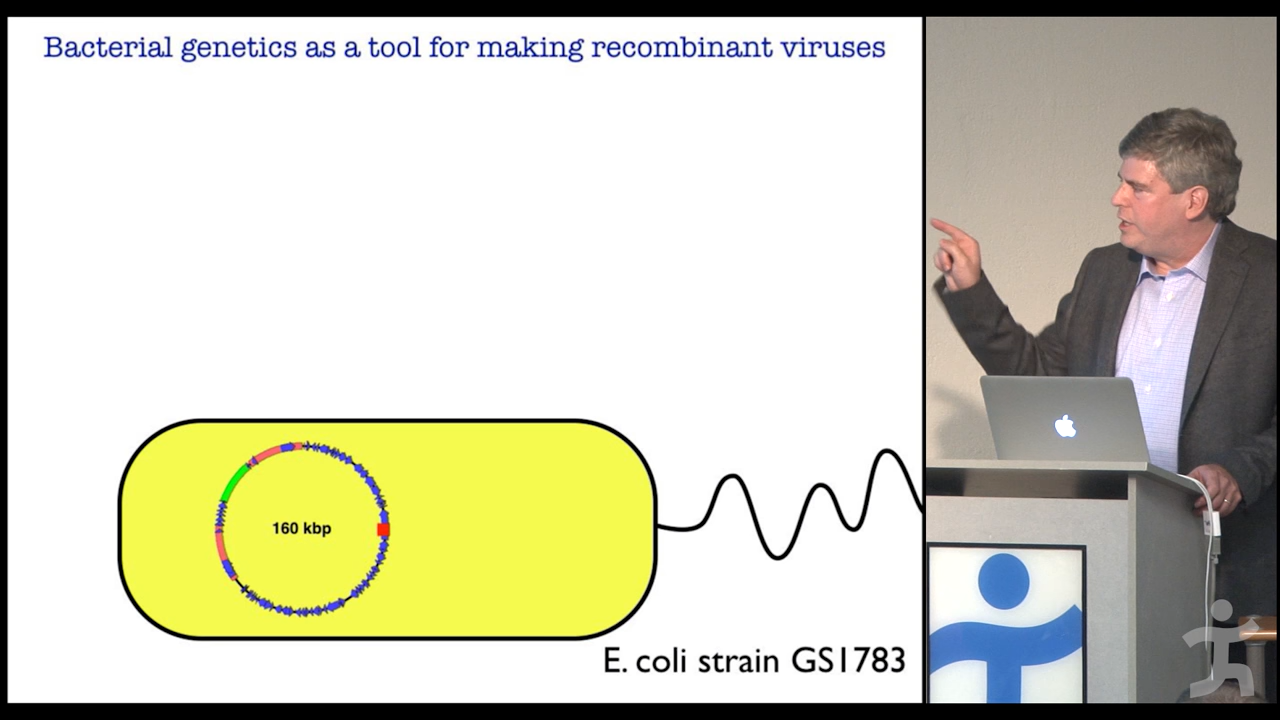 Bacterial genetics as a tool for making recombinant viruses
160 kbp
E. coli strain GS1783